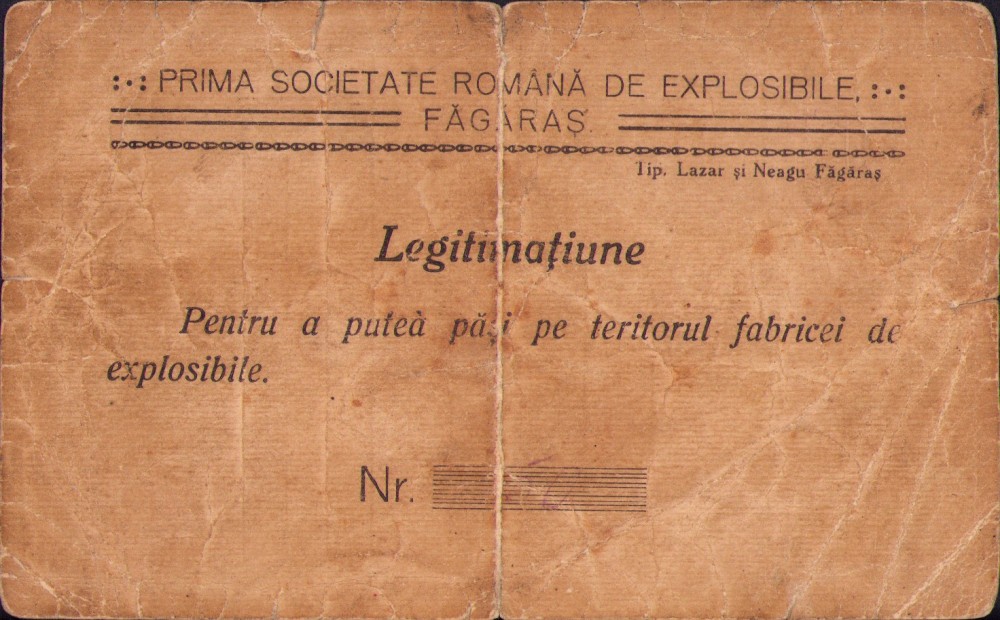 :·: PRIMA SOCIETATE ROMÂNĂ DE EXPLOSIBILE, :·:
FĂGĂRAȘ.
Tip. Lazar și Neagu Făgăraș
Legitimațiune
Pentru a puteà păși pe teritorul fabricei de
explosibile.
Nr.